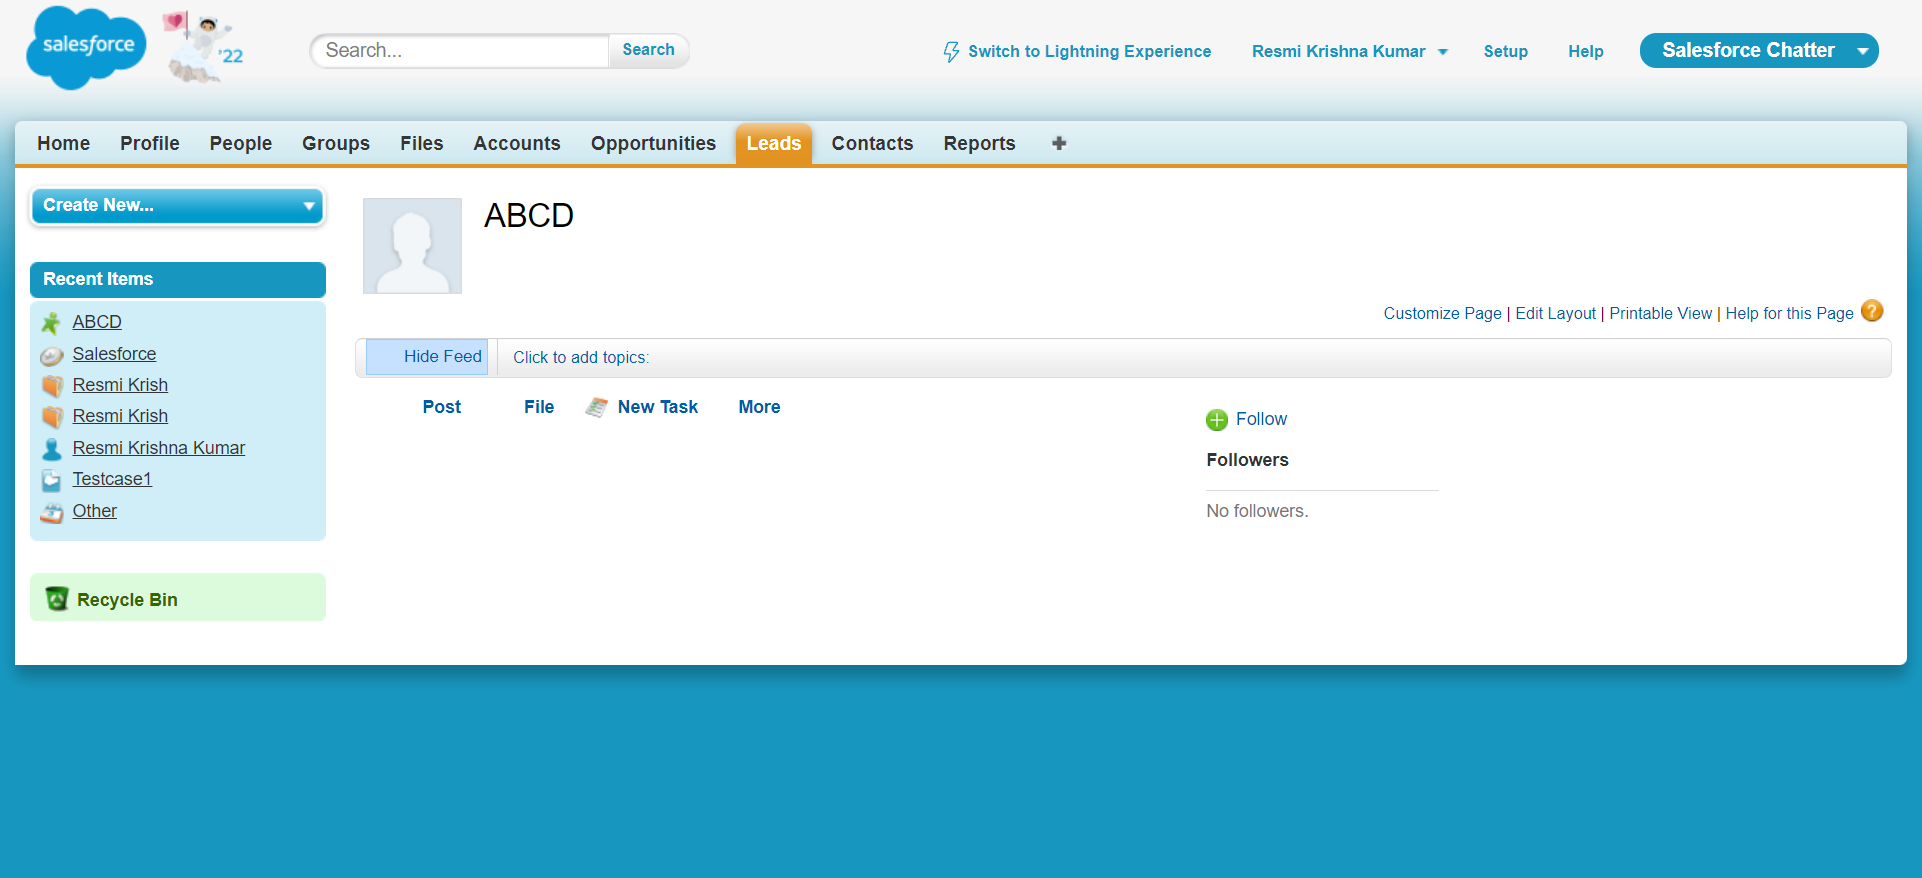 salesforce
'22
Search...
Search
Switch to Lightning Experience
Resmi Krishna Kumar
Setup
Help
Salesforce Chatter
Home
Profile
People
Groups
Files
Accounts
Opportunities
Leads
Contacts
Reports
Create New...
ABCD
Recent Items
ABCD
Salesforce
Resmi Krish
Resmi Krish
Resmi Krishna Kumar
Testcase1
Other
Recycle Bin
Customize Page | Edit Layout | Printable View | Help for this Page ?
Hide Feed
Click to add topics:
Post
File
New Task
More
Follow
Followers
No followers.